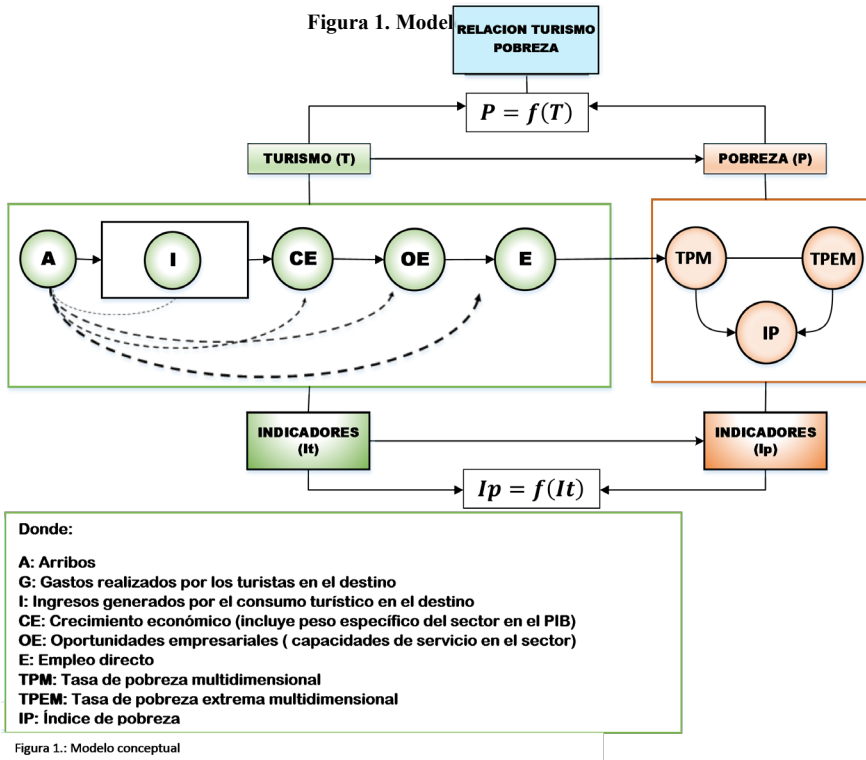 Figura 1. Model
RELACION TURISMO
POBREZA
P = f(T)
TURISMO (T)
POBREZA (P)
A
I
CE
OE
E
TPM
TPEM
IP
INDICADORES
(It)
INDICADORES
(Ip)
Ip = f(It)
Donde:
A: Arribos
G: Gastos realizados por los turistas en el destino
I: Ingresos generados por el consumo turístico en el destino
CE: Crecimiento económico (incluye peso específico del sector en el PIB)
OE: Oportunidades empresariales ( capacidades de servicio en el sector)
E: Empleo directo
TPM: Tasa de pobreza multidimensional
TPEM: Tasa de pobreza extrema multidimensional
IP: Índice de pobreza
Figura 1.: Modelo conceptual